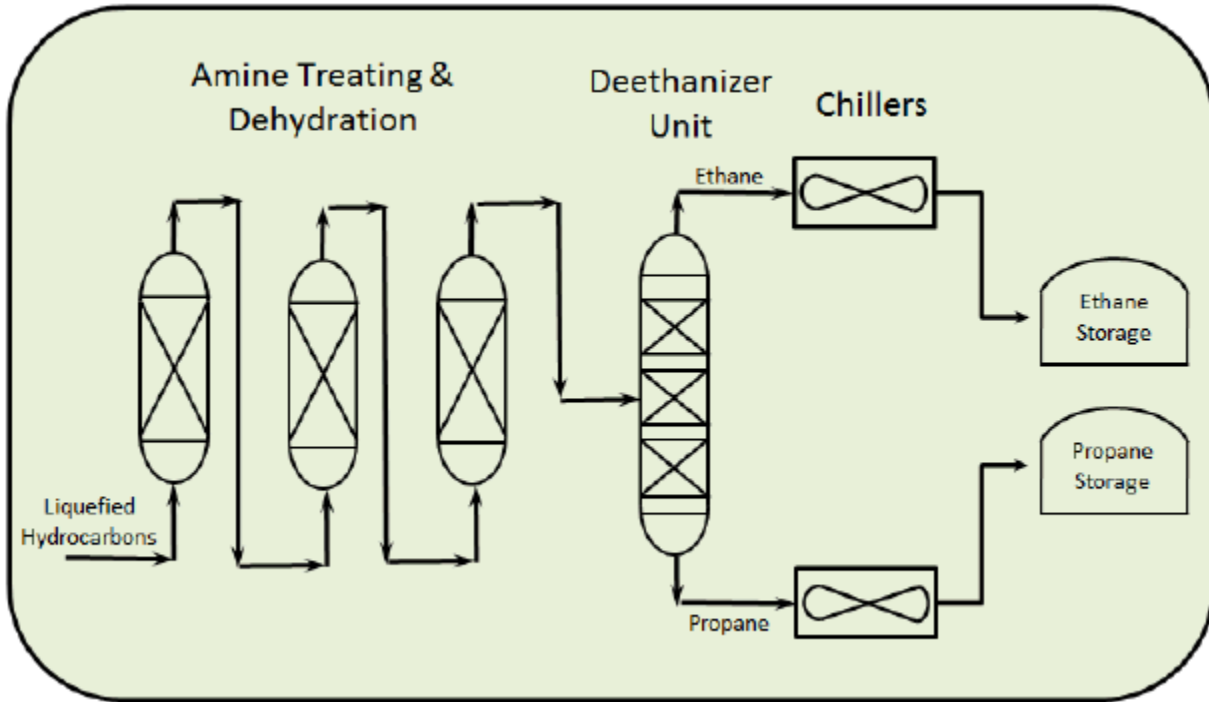 Amine Treating &
Dehydration
Deethanizer
Unit
Chillers
Ethane
Ethane
Storage
Propane
Storage
Liquefied
Hydrocarbons
Propane